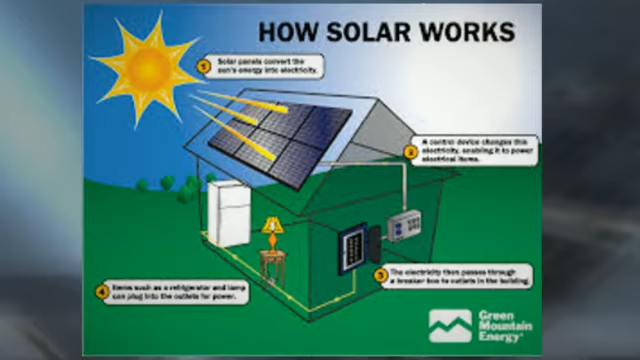 HOW SOLAR WORKS
1
Solar panels convert the
sun's energy into electricity.
2
A control device changes this
electricity, enabling it to power
electrical items.
3
The electricity then passes through
a breaker box to outlets in the building.
4
Items such as a refrigerator and lamp
can plug into the outlets for power.
Green
Mountain
Energy